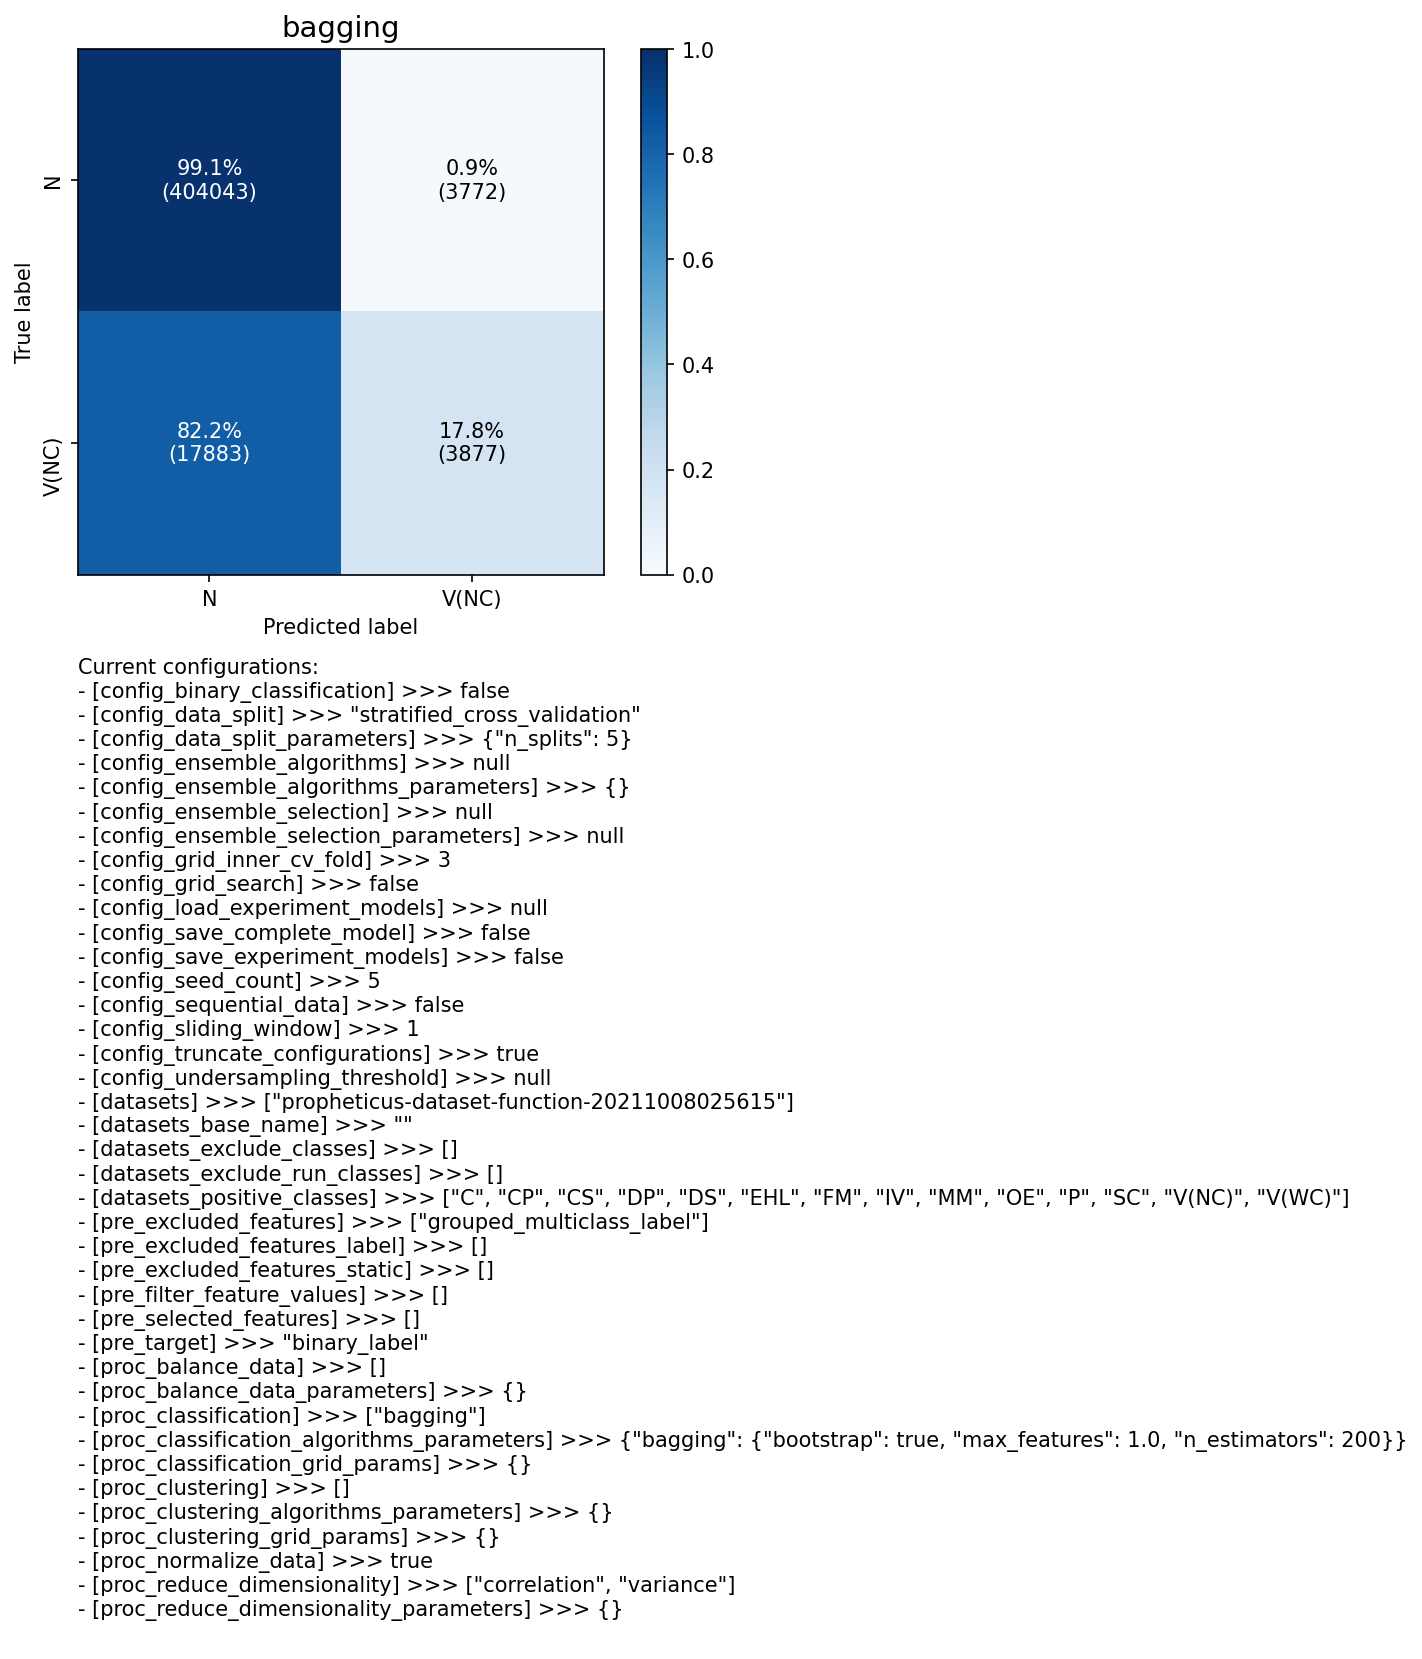 bagging
1.0
99.1%
(404043)
0.9%
(3772)
0.8
N
0.6
True label
0.4
82.2%
(17883)
17.8%
(3877)
V(NC)
0.2
0.0
N
V(NC)
Predicted label
Current configurations:
- [config_binary_classification] >>> false
- [config_data_split] >>> "stratified_cross_validation"
- [config_data_split_parameters] >>> {"n_splits": 5}
- [config_ensemble_algorithms] >>> null
- [config_ensemble_algorithms_parameters] >>> {}
- [config_ensemble_selection] >>> null
- [config_ensemble_selection_parameters] >>> null
- [config_grid_inner_cv_fold] >>> 3
- [config_grid_search] >>> false
- [config_load_experiment_models] >>> null
- [config_save_complete_model] >>> false
- [config_save_experiment_models] >>> false
- [config_seed_count] >>> 5
- [config_sequential_data] >>> false
- [config_sliding_window] >>> 1
- [config_truncate_configurations] >>> true
- [config_undersampling_threshold] >>> null
- [datasets] >>> ["propheticus-dataset-function-20211008025615"]
- [datasets_base_name] >>> ""
- [datasets_exclude_classes] >>> []
- [datasets_exclude_run_classes] >>> []
- [datasets_positive_classes] >>> ["C", "CP", "CS", "DP", "DS", "EHL", "FM", "IV", "MM", "OE", "P", "SC", "V(NC)", "V(WC)"]
- [pre_excluded_features] >>> ["grouped_multiclass_label"]
- [pre_excluded_features_label] >>> []
- [pre_excluded_features_static] >>> []
- [pre_filter_feature_values] >>> []
- [pre_selected_features] >>> []
- [pre_target] >>> "binary_label"
- [proc_balance_data] >>> []
- [proc_balance_data_parameters] >>> {}
- [proc_classification] >>> ["bagging"]
- [proc_classification_algorithms_parameters] >>> {"bagging": {"bootstrap": true, "max_features": 1.0, "n_estimators": 200}}
- [proc_classification_grid_params] >>> {}
- [proc_clustering] >>> []
- [proc_clustering_algorithms_parameters] >>> {}
- [proc_clustering_grid_params] >>> {}
- [proc_normalize_data] >>> true
- [proc_reduce_dimensionality] >>> ["correlation", "variance"]
- [proc_reduce_dimensionality_parameters] >>> {}